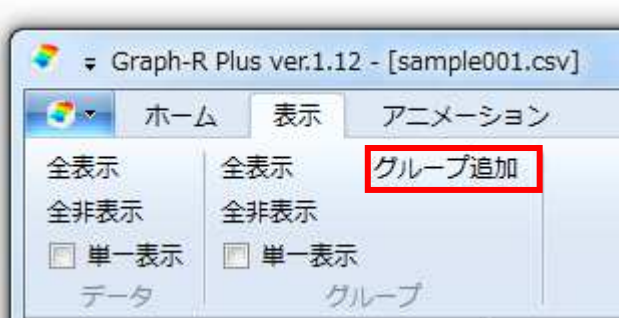 Graph-R Plus ver.1.12 - [sample001.csv]
ホーム 表示 アニメーション
全表示 全表示 グループ追加
全非表示 全非表示
単一表示 単一表示
データ グループ